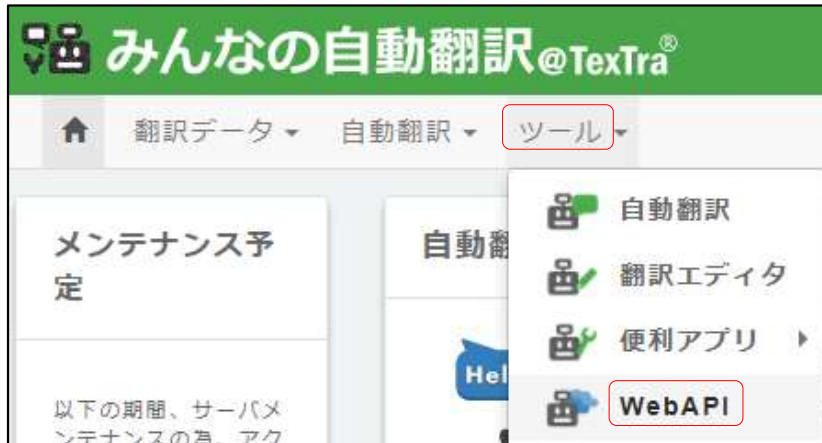 みんなの自動翻訳@TexTra®
翻訳データ
自動翻訳
ツール
メンテナンス予
定
以下の期間、サーバメ
ンテナンスの為、アク
自動翻
Hel
自動翻訳
翻訳エディタ
便利アプリ
WebAPI